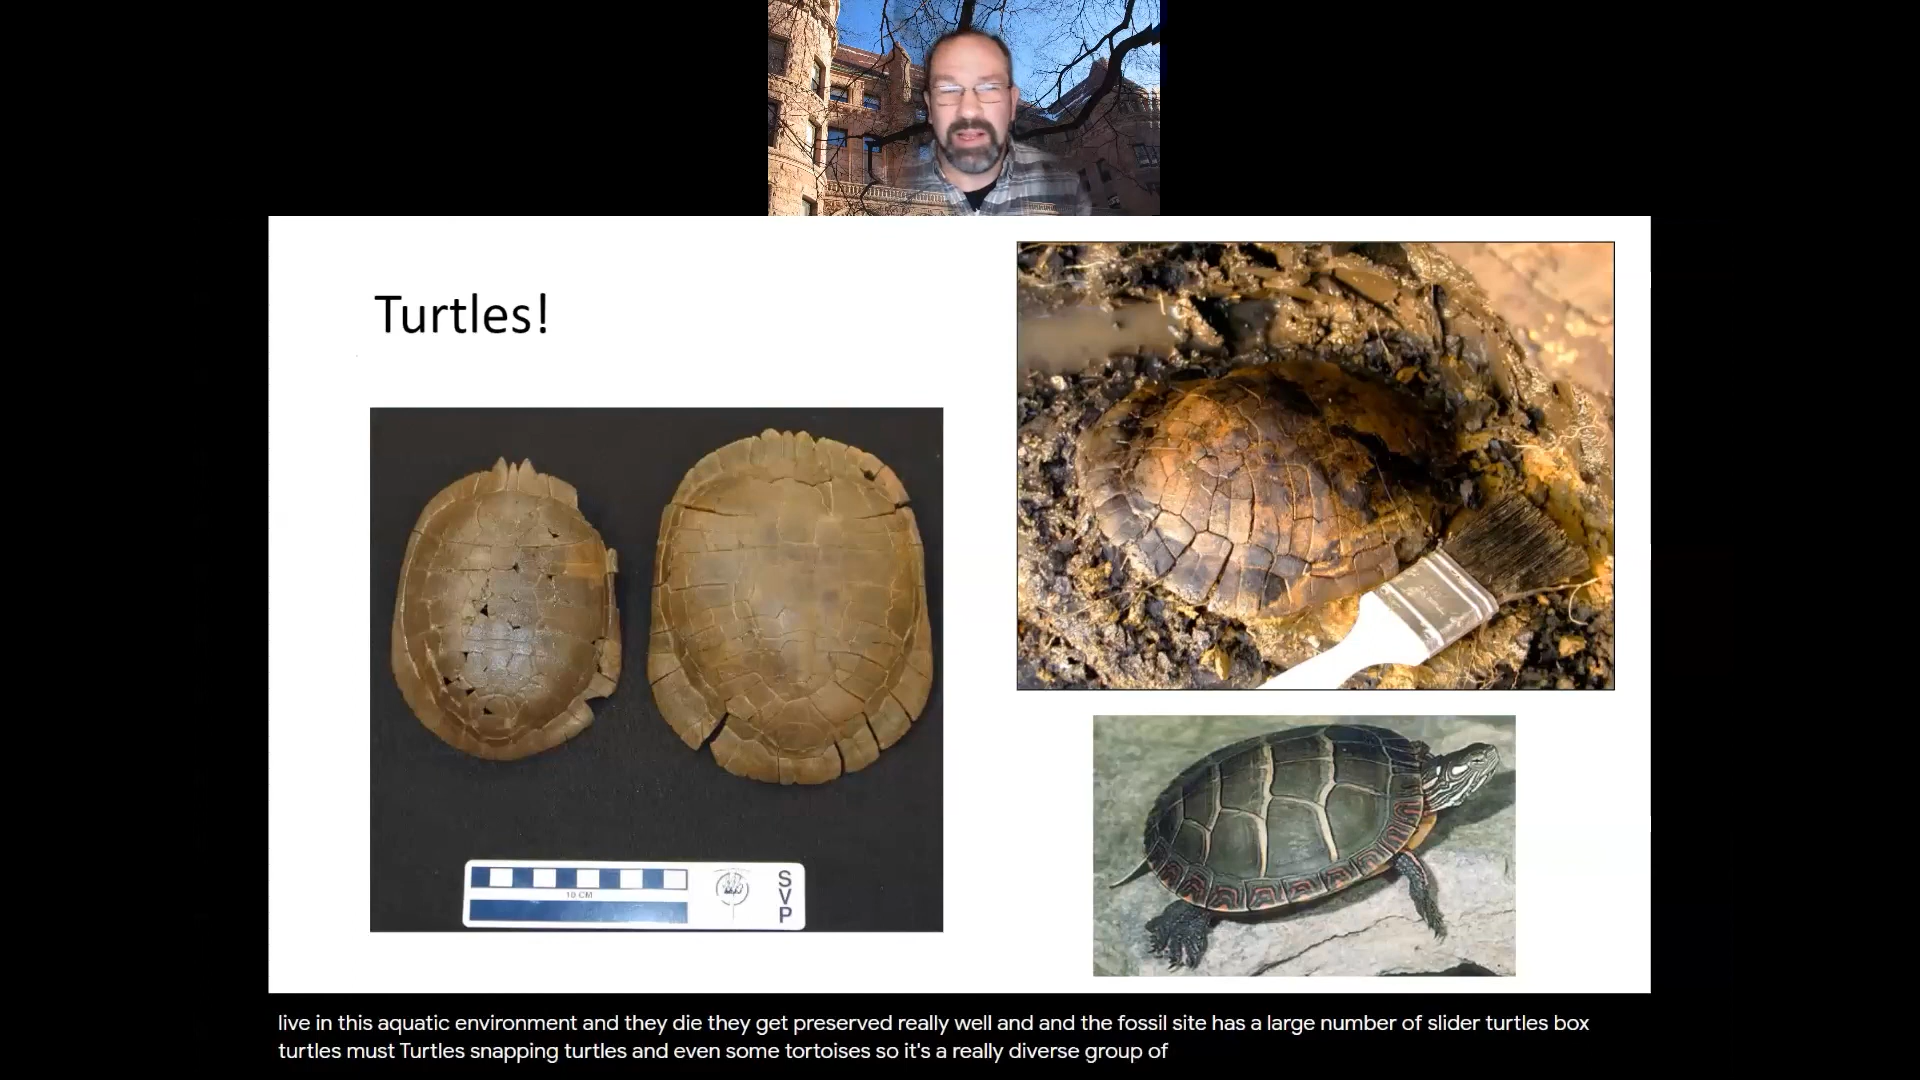 Turtles!
10 CM
S
V
P
live in this aquatic environment and they die they get preserved really well and and the fossil site has a large number of slider turtles box
turtles must Turtles snapping turtles and even some tortoises so it's a really diverse group of